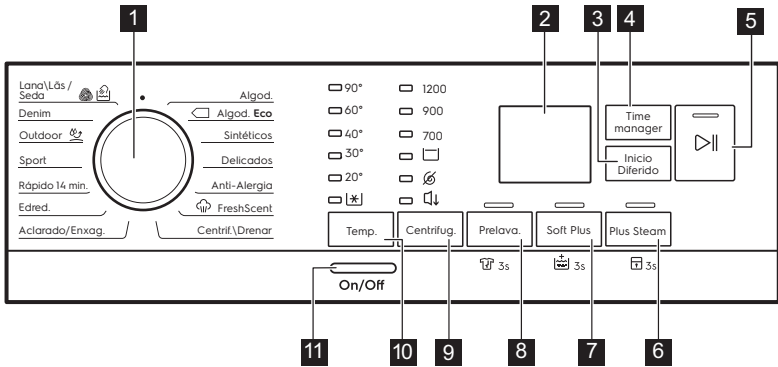 1
2
3
4
5
Lana\Lãs /
Seda
Denim
Outdoor
Sport
Rápido 14 min.
Edred.
Aclarado/Enxag.
Algod.
Algod. Eco
Sintéticos
Delicados
Anti-Alergia
FreshScent
Centrif.\Drenar
90° 1200
60° 900
40° 700
30°
20°
Time
manager
Inicio
Diferido
Temp. Centrifug. Prelava. Soft Plus Plus Steam
3s 3s 3s
On/Off
11 10 9 8 7 6